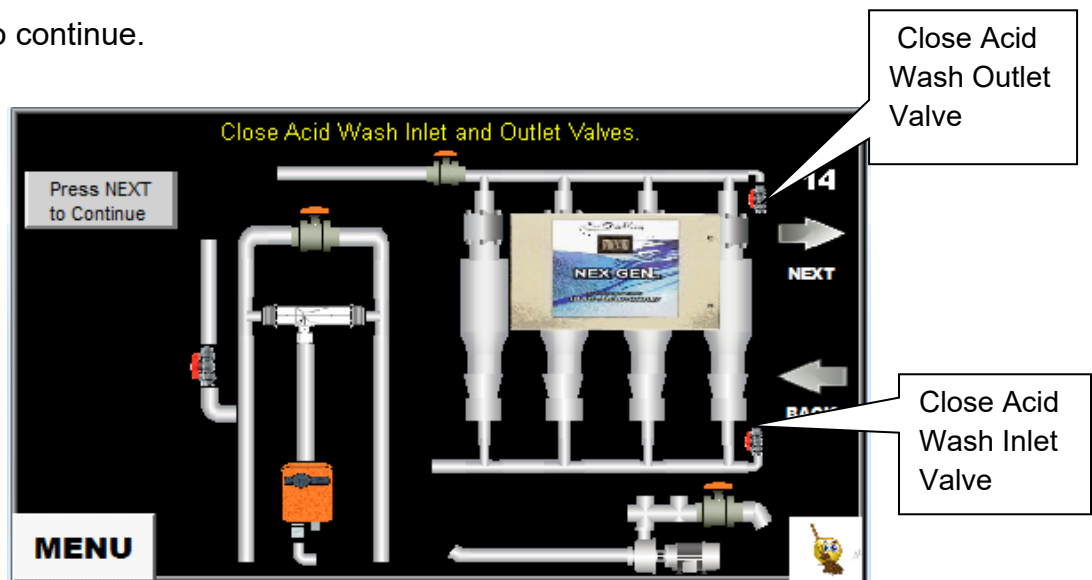 o continue.
Close Acid
Wash Outlet
Valve
Close Acid Wash Inlet and Outlet Valves.
Press NEXT
to Continue
14
NEXT
NEX GEN
BACK
Close Acid
Wash Inlet
Valve
MENU